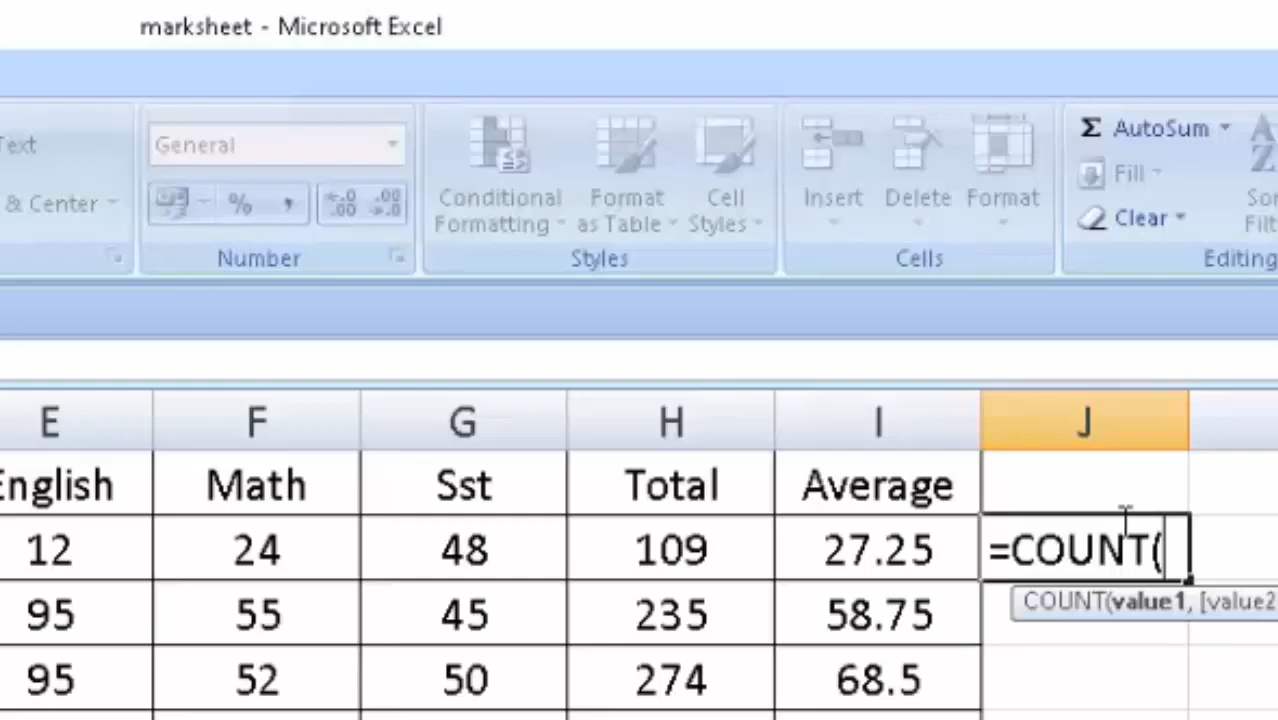 marksheet - Microsoft Excel
Text
General
AutoSum
& Center
%
Conditional Formatting
Format as Table
Cell Styles
Insert
Delete
Format
Fill
Clear
Number
Styles
Cells
Editing
E F G H I J
English Math Sst Total Average
12 24 48 109 27.25 =COUNT(
COUNT(value1, [value2
95 55 45 235 58.75
95 52 50 274 68.5